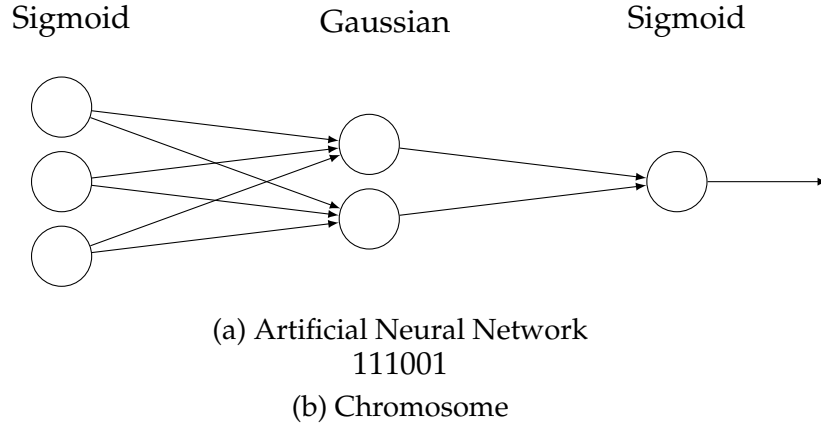 Sigmoid Gaussian Sigmoid
(a) Artificial Neural Network
111001
(b) Chromosome